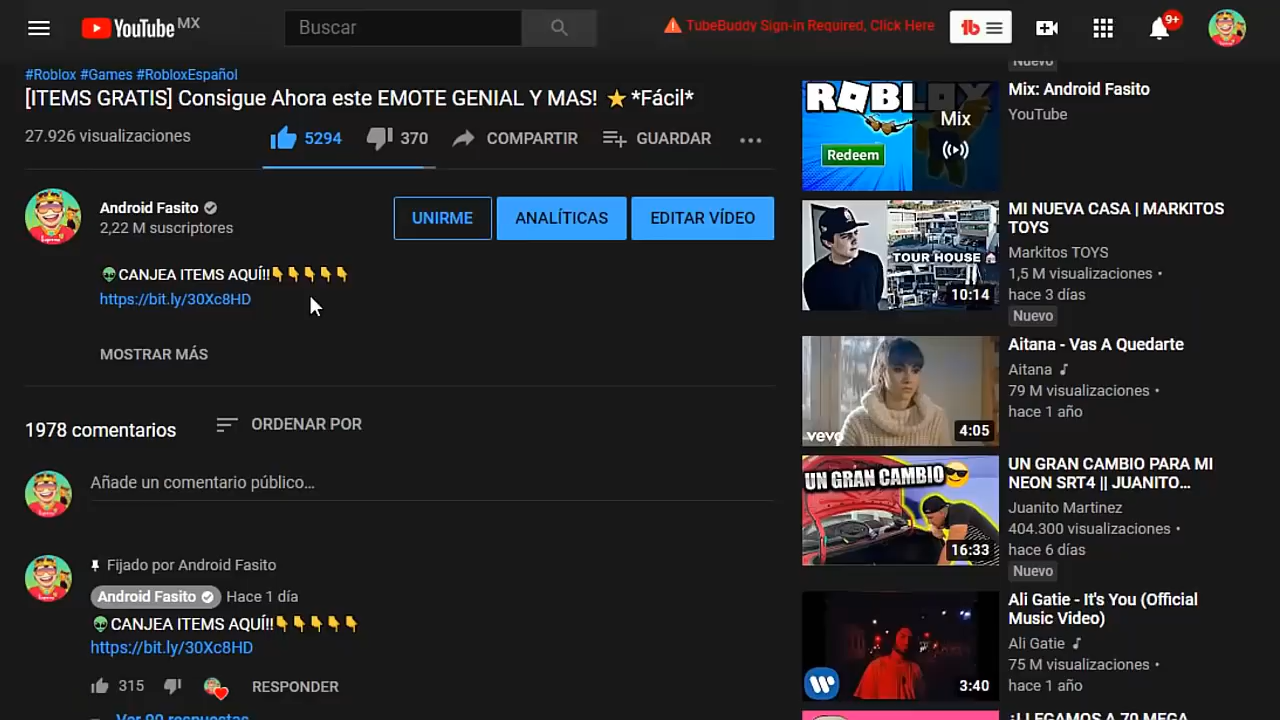 YouTube MX
Buscar
TubeBuddy Sign-in Required, Click Here
tb
9+
#Roblox #Games #RobloxEspañol
[ITEMS GRATIS] Consigue Ahora este EMOTE GENIAL Y MAS! ⭐*Fácil*
27.926 visualizaciones
5294
370
COMPARTIR
GUARDAR
Android Fasito
2,22 M suscriptores
UNIRME
ANALÍTICAS
EDITAR VÍDEO
👽CANJEA ITEMS AQUÍ!!👇👇👇👇👇
https://bit.ly/30Xc8HD
MOSTRAR MÁS
1978 comentarios
ORDENAR POR
Añade un comentario público...
Fijado por Android Fasito
Android Fasito
Hace 1 día
👽CANJEA ITEMS AQUÍ!!👇👇👇👇👇
https://bit.ly/30Xc8HD
315
RESPONDER
Ver 90 respuestas
Nuevo
ROBLOX
Redeem
Mix
Mix: Android Fasito
YouTube
TOUR HOUSE
10:14
MI NUEVA CASA | MARKITOS
TOYS
Markitos TOYS
1,5 M visualizaciones •
hace 3 días
Nuevo
vevo
4:05
Aitana - Vas A Quedarte
Aitana
79 M visualizaciones •
hace 1 año
UN GRAN CAMBIO
16:33
UN GRAN CAMBIO PARA MI
NEON SRT4 || JUANITO...
Juanito Martinez
404.300 visualizaciones •
hace 6 días
Nuevo
3:40
Ali Gatie - It's You (Official
Music Video)
Ali Gatie
75 M visualizaciones •
hace 1 año
¡LLEGAMOS A 70 MEGA